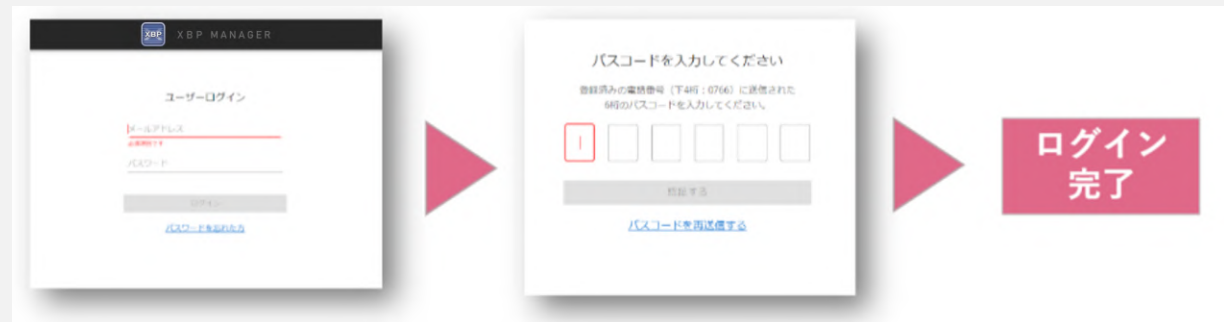 XBP XBP MANAGER
ユーザーログイン
メールアドレス
必須項目です
パスワード
ログイン
パスワードを忘れた方
パスコードを入力してください
登録済みの電話番号（下4桁：0766）に送信された
6桁のパスコードを入力してください。
認証する
パスコードを再送信する
ログイン
完了